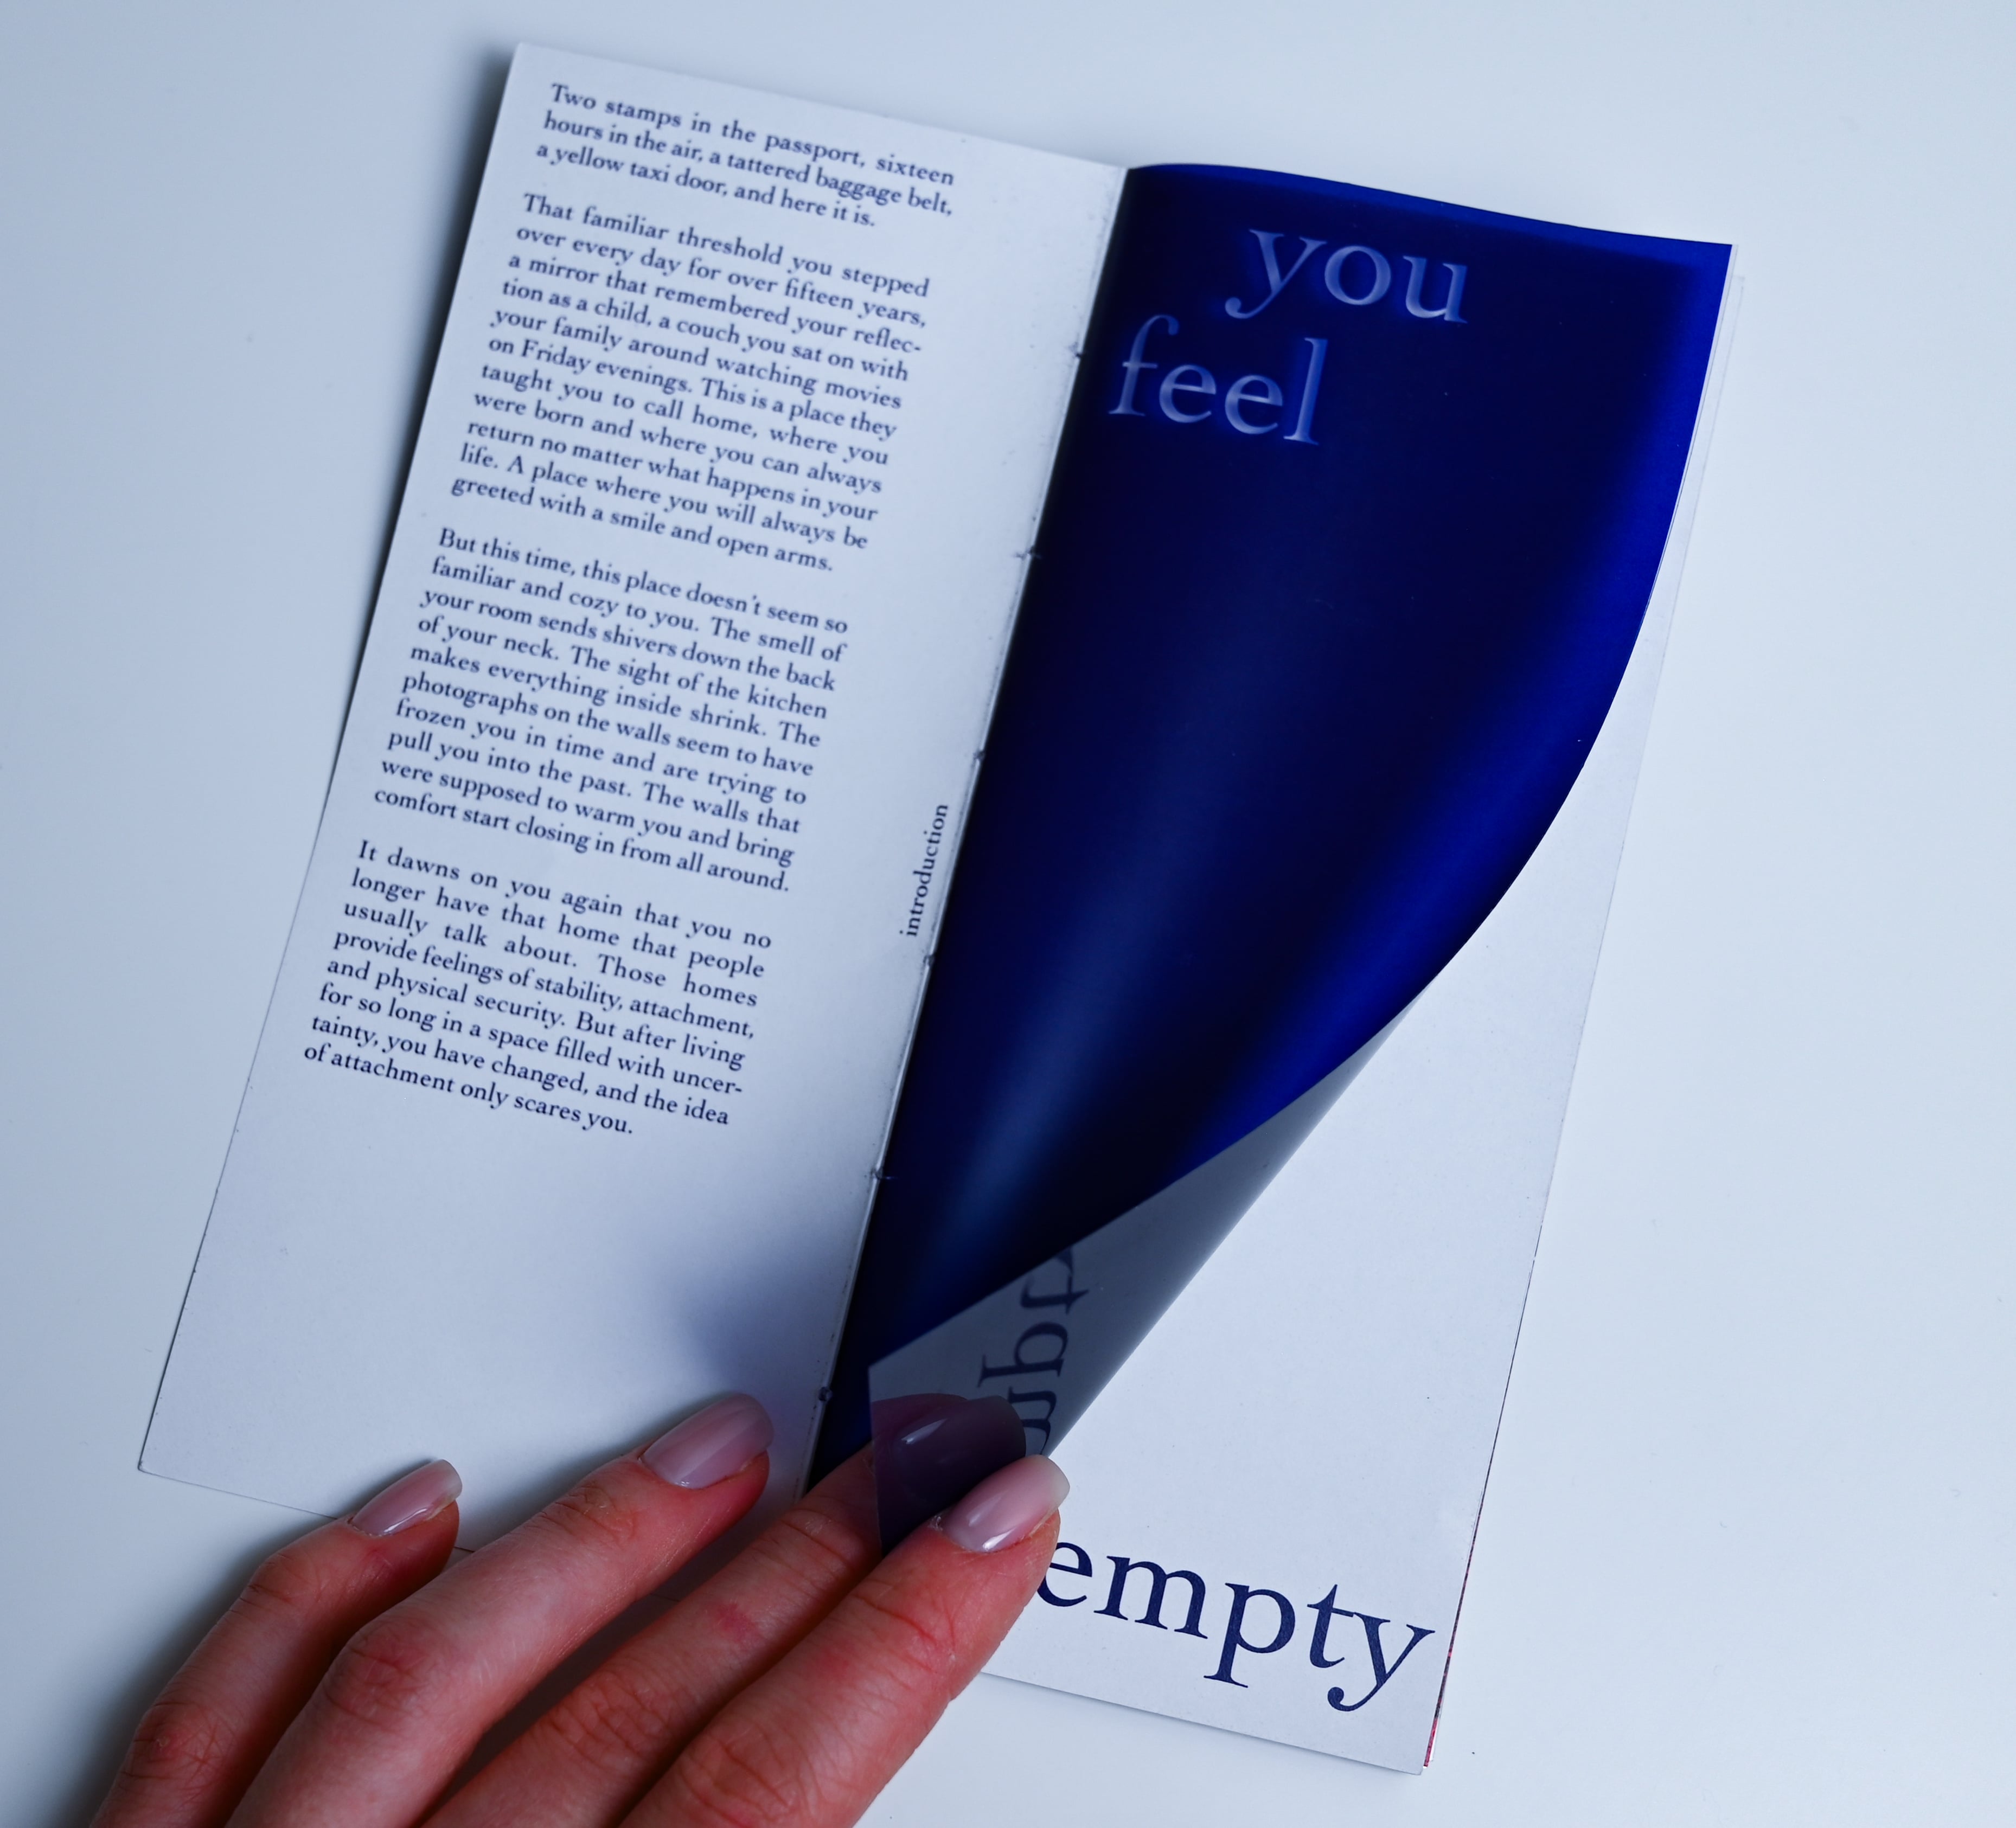 Two stamps in the passport, sixteen
hours in the air, a tattered baggage belt,
a yellow taxi door, and here it is.
That familiar threshold you stepped
over every day for over fifteen years,
a mirror that remembered your reflec-
tion as a child, a couch you sat on with
your family around watching movies
on Friday evenings. This is a place they
taught you to call home, where you
were born and where you can always
return no matter what happens in your
life. A place where you will always be
greeted with a smile and open arms.
But this time, this place doesn't seem so
familiar and cozy to you. The smell of
your room sends shivers down the back
of your neck. The sight of the kitchen
makes everything inside shrink. The
photographs on the walls seem to have
frozen you in time and are trying to
pull you into the past. The walls that
were supposed to warm you and bring
comfort start closing in from all around.
It dawns on you again that you no
longer have that home that people
usually talk about. Those homes
provide feelings of stability, attachment,
and physical security. But after living
for so long in a space filled with uncer-
tainty, you have changed, and the idea
of attachment only scares you.
introduction
you
feel
empty